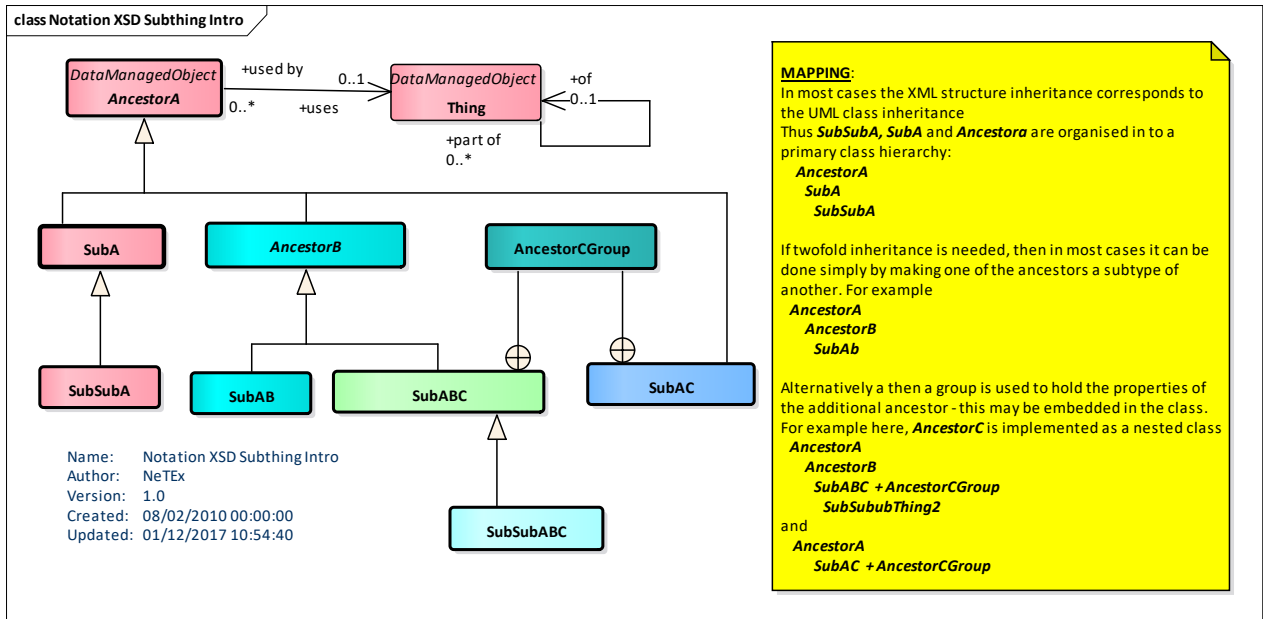 class Notation XSD Subthing Intro
DataManagedObject
AncestorA
+used by
0..*
+uses
0..1
DataManagedObject
Thing
+of
0..1
+part of
0..*
SubA
AncestorB
AncestorCGroup
SubSubA
SubAB
SubABC
SubAC
SubSubABC
Name: Notation XSD Subthing Intro
Author: NeTEx
Version: 1.0
Created: 08/02/2010 00:00:00
Updated: 01/12/2017 10:54:40
MAPPING:
In most cases the XML structure inheritance corresponds to
the UML class inheritance
Thus SubSubA, SubA and Ancestora are organised in to a
primary class hierarchy:
AncestorA
SubA
SubSubA
If twofold inheritance is needed, then in most cases it can be
done simply by making one of the ancestors a subtype of
another. For example
AncestorA
AncestorB
SubAb
Alternatively a then a group is used to hold the properties of
the additional ancestor - this may be embedded in the class.
For example here, AncestorC is implemented as a nested class
AncestorA
AncestorB
SubABC + AncestorCGroup
SubSububThing2
and
AncestorA
SubAC + AncestorCGroup